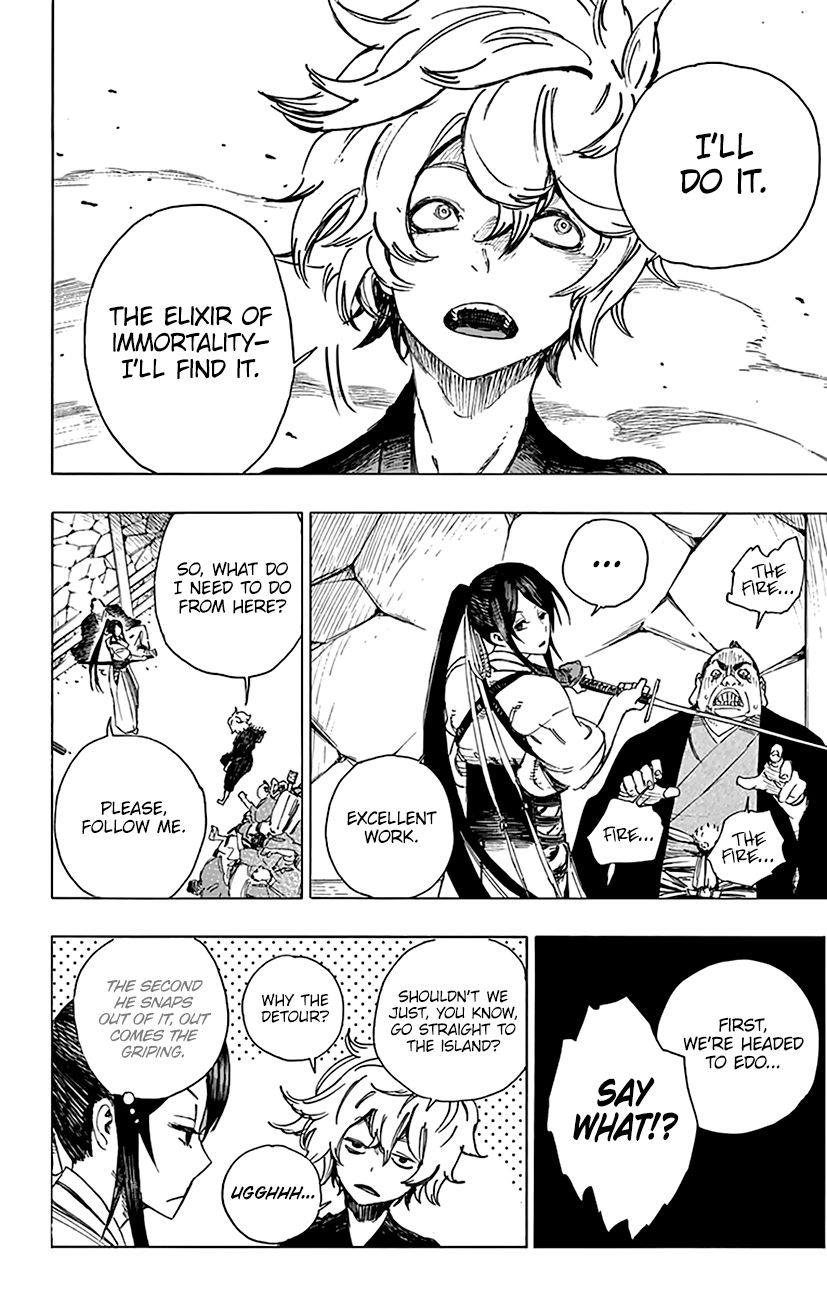 I'LL
DO IT.
THE ELIXIR OF
IMMORTALITY–
I'LL FIND IT.
THE
FIRE...
...
THE
FIRE...
FIRE...
EXCELLENT
WORK.
SO, WHAT DO
I NEED TO DO
FROM HERE?
PLEASE,
FOLLOW ME.
FIRST,
WE'RE HEADED
TO EDO...
SAY
WHAT!?
SHOULDN'T WE
JUST, YOU KNOW,
GO STRAIGHT TO
THE ISLAND?
WHY THE
DETOUR?
UGGHHH...
THE SECOND
HE SNAPS
OUT OF IT, OUT
COMES THE
GRIPING.